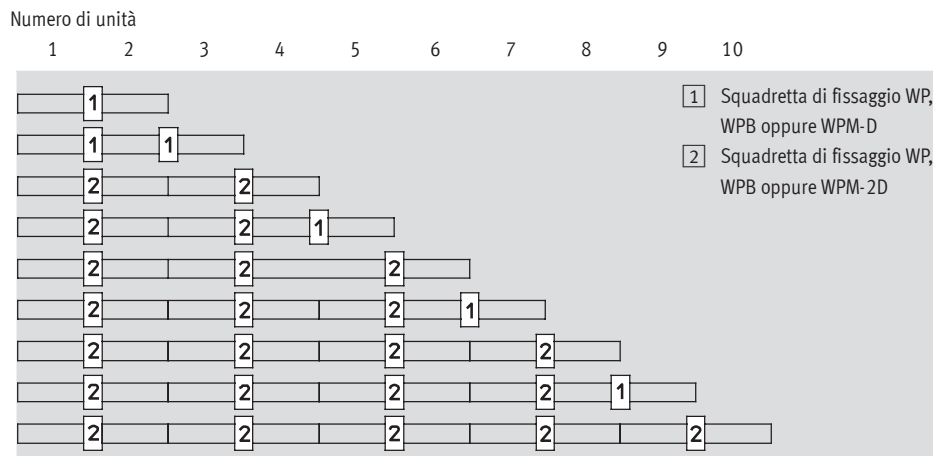 Numero di unità
1 2 3 4 5 6 7 8 9 10
1
1 1
2 2
2 2 1
2 2 2
2 2 2 1
2 2 2 2
2 2 2 2 1
2 2 2 2 2
1 Squadretta di fissaggio WP,
WPB oppure WPM-D
2 Squadretta di fissaggio WP,
WPB oppure WPM-2D